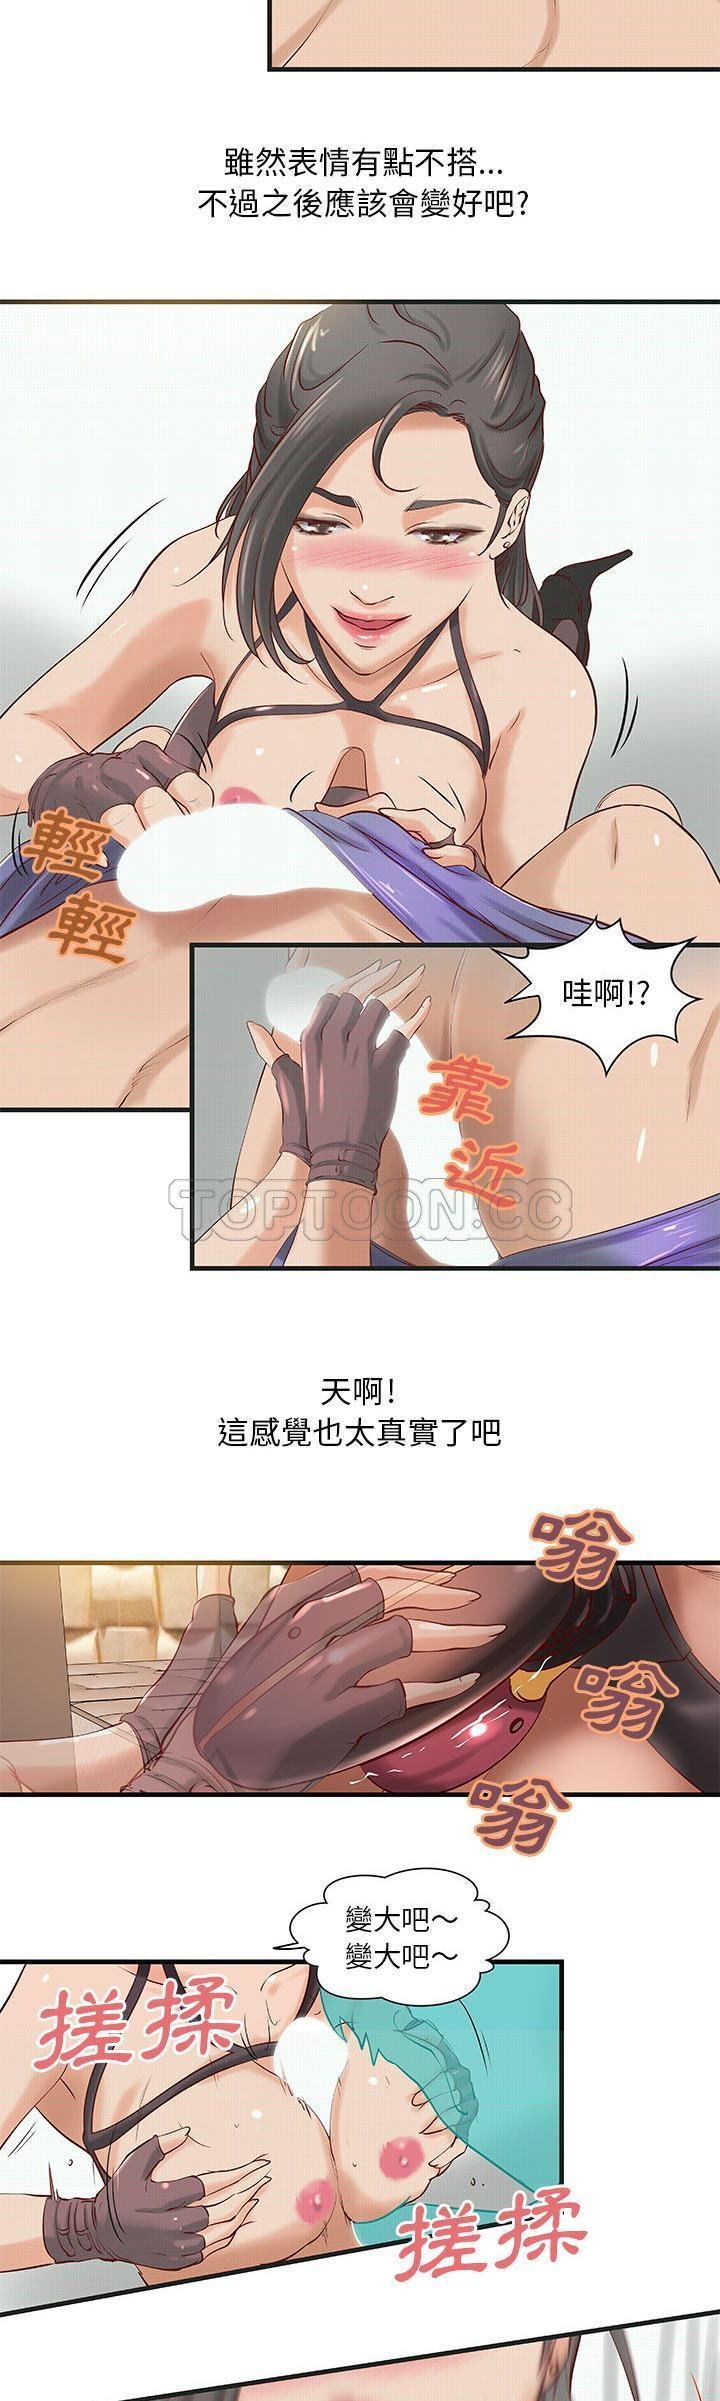 雖然表情有點不搭...
不過之後應該會變好吧?
輕
輕
哇啊!?
靠
近
TOPTOON.CC
天啊!
這感覺也太真實了吧
嗡
嗡
嗡
變大吧～
變大吧～
搓揉
搓揉